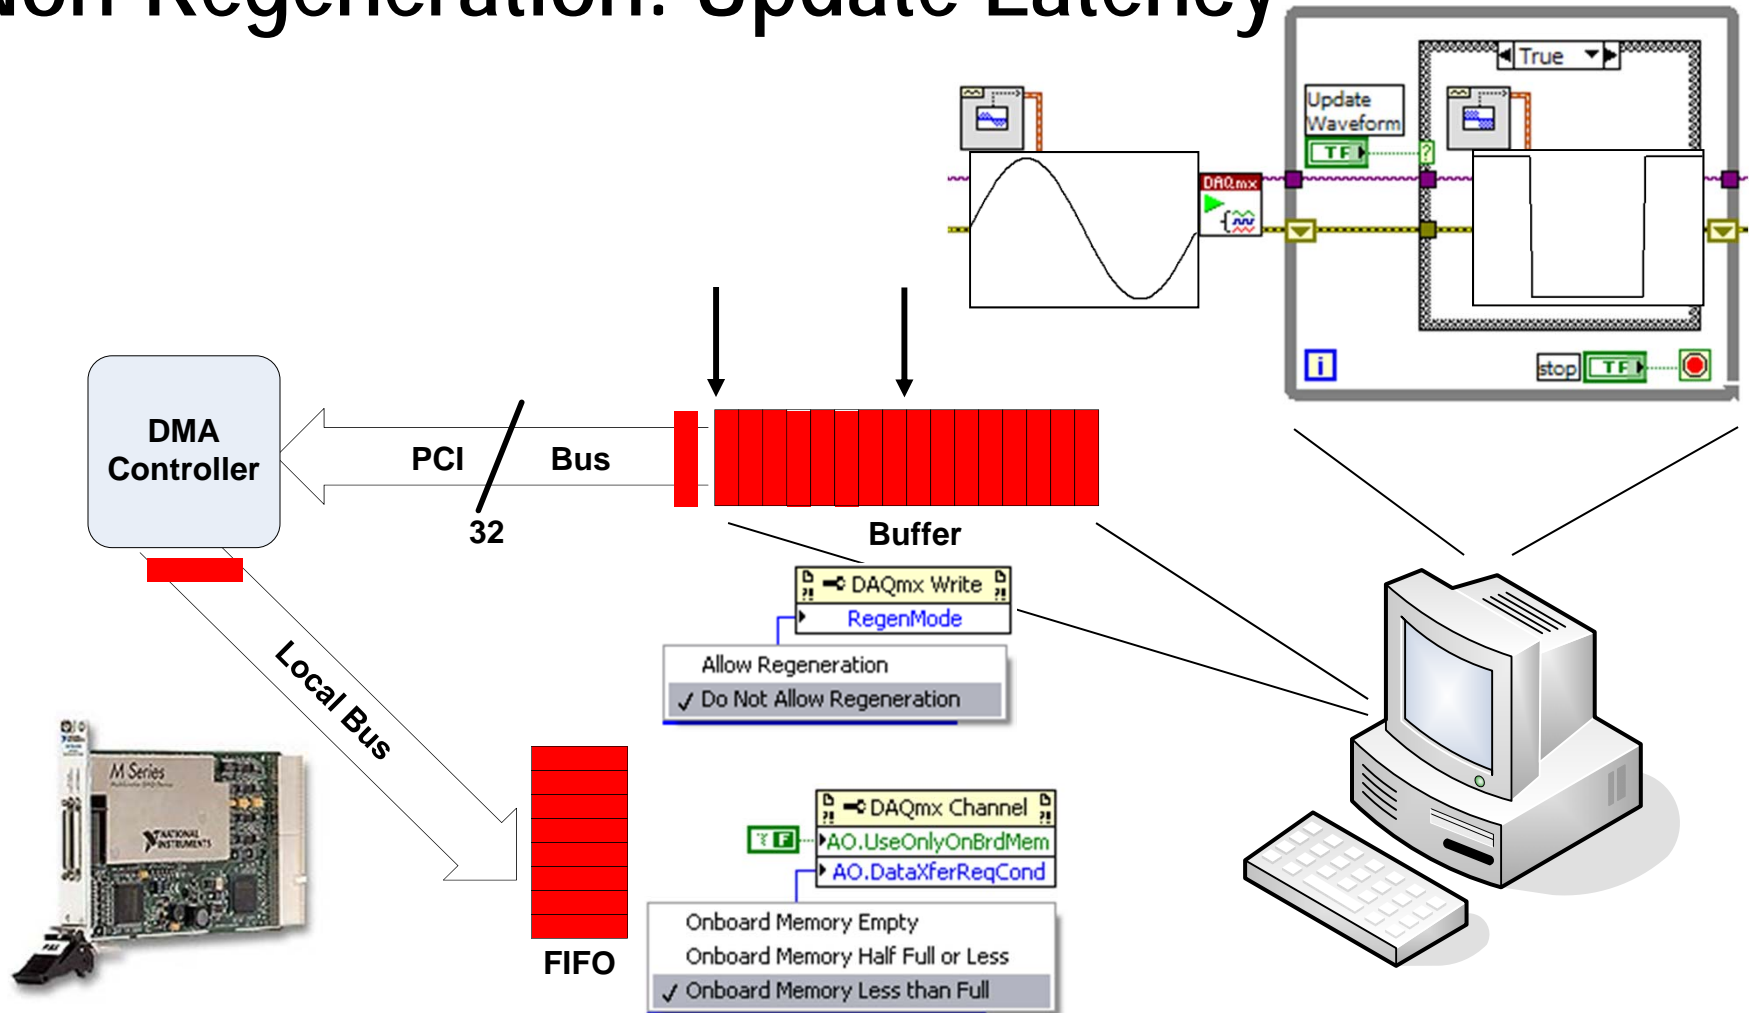 Non-Regeneration: Update Latency
True
Update
Waveform
TF
?
DAQmx
i
stop
TF
DMA
Controller
PCI
Bus
32
Buffer
DAQmx Write
RegenMode
Allow Regeneration
✓ Do Not Allow Regeneration
Local Bus
M Series
NATIONAL
INSTRUMENTS
FIFO
DAQmx Channel
F
AO.UseOnlyOnBrdMem
AO.DataXferReqCond
Onboard Memory Empty
Onboard Memory Half Full or Less
✓ Onboard Memory Less than Full